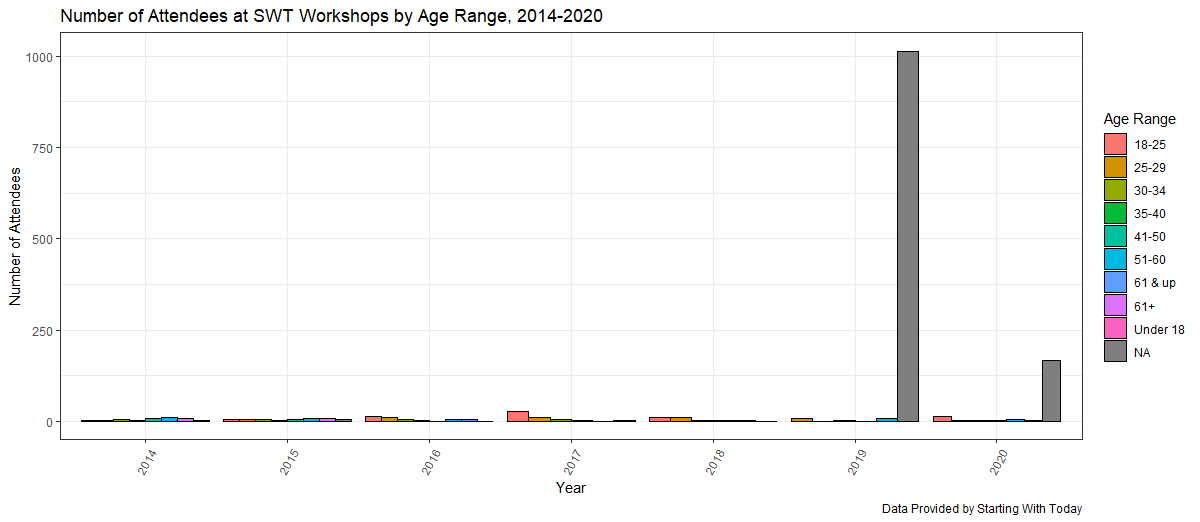 Number of Attendees at SWT Workshops by Age Range, 2014-2020
Number of Attendees
1000
750
500
250
0
2014
2015
2016
2017
2018
2019
2020
Year
Age Range
18-25
25-29
30-34
35-40
41-50
51-60
61 & up
61+
Under 18
NA
Data Provided by Starting With Today